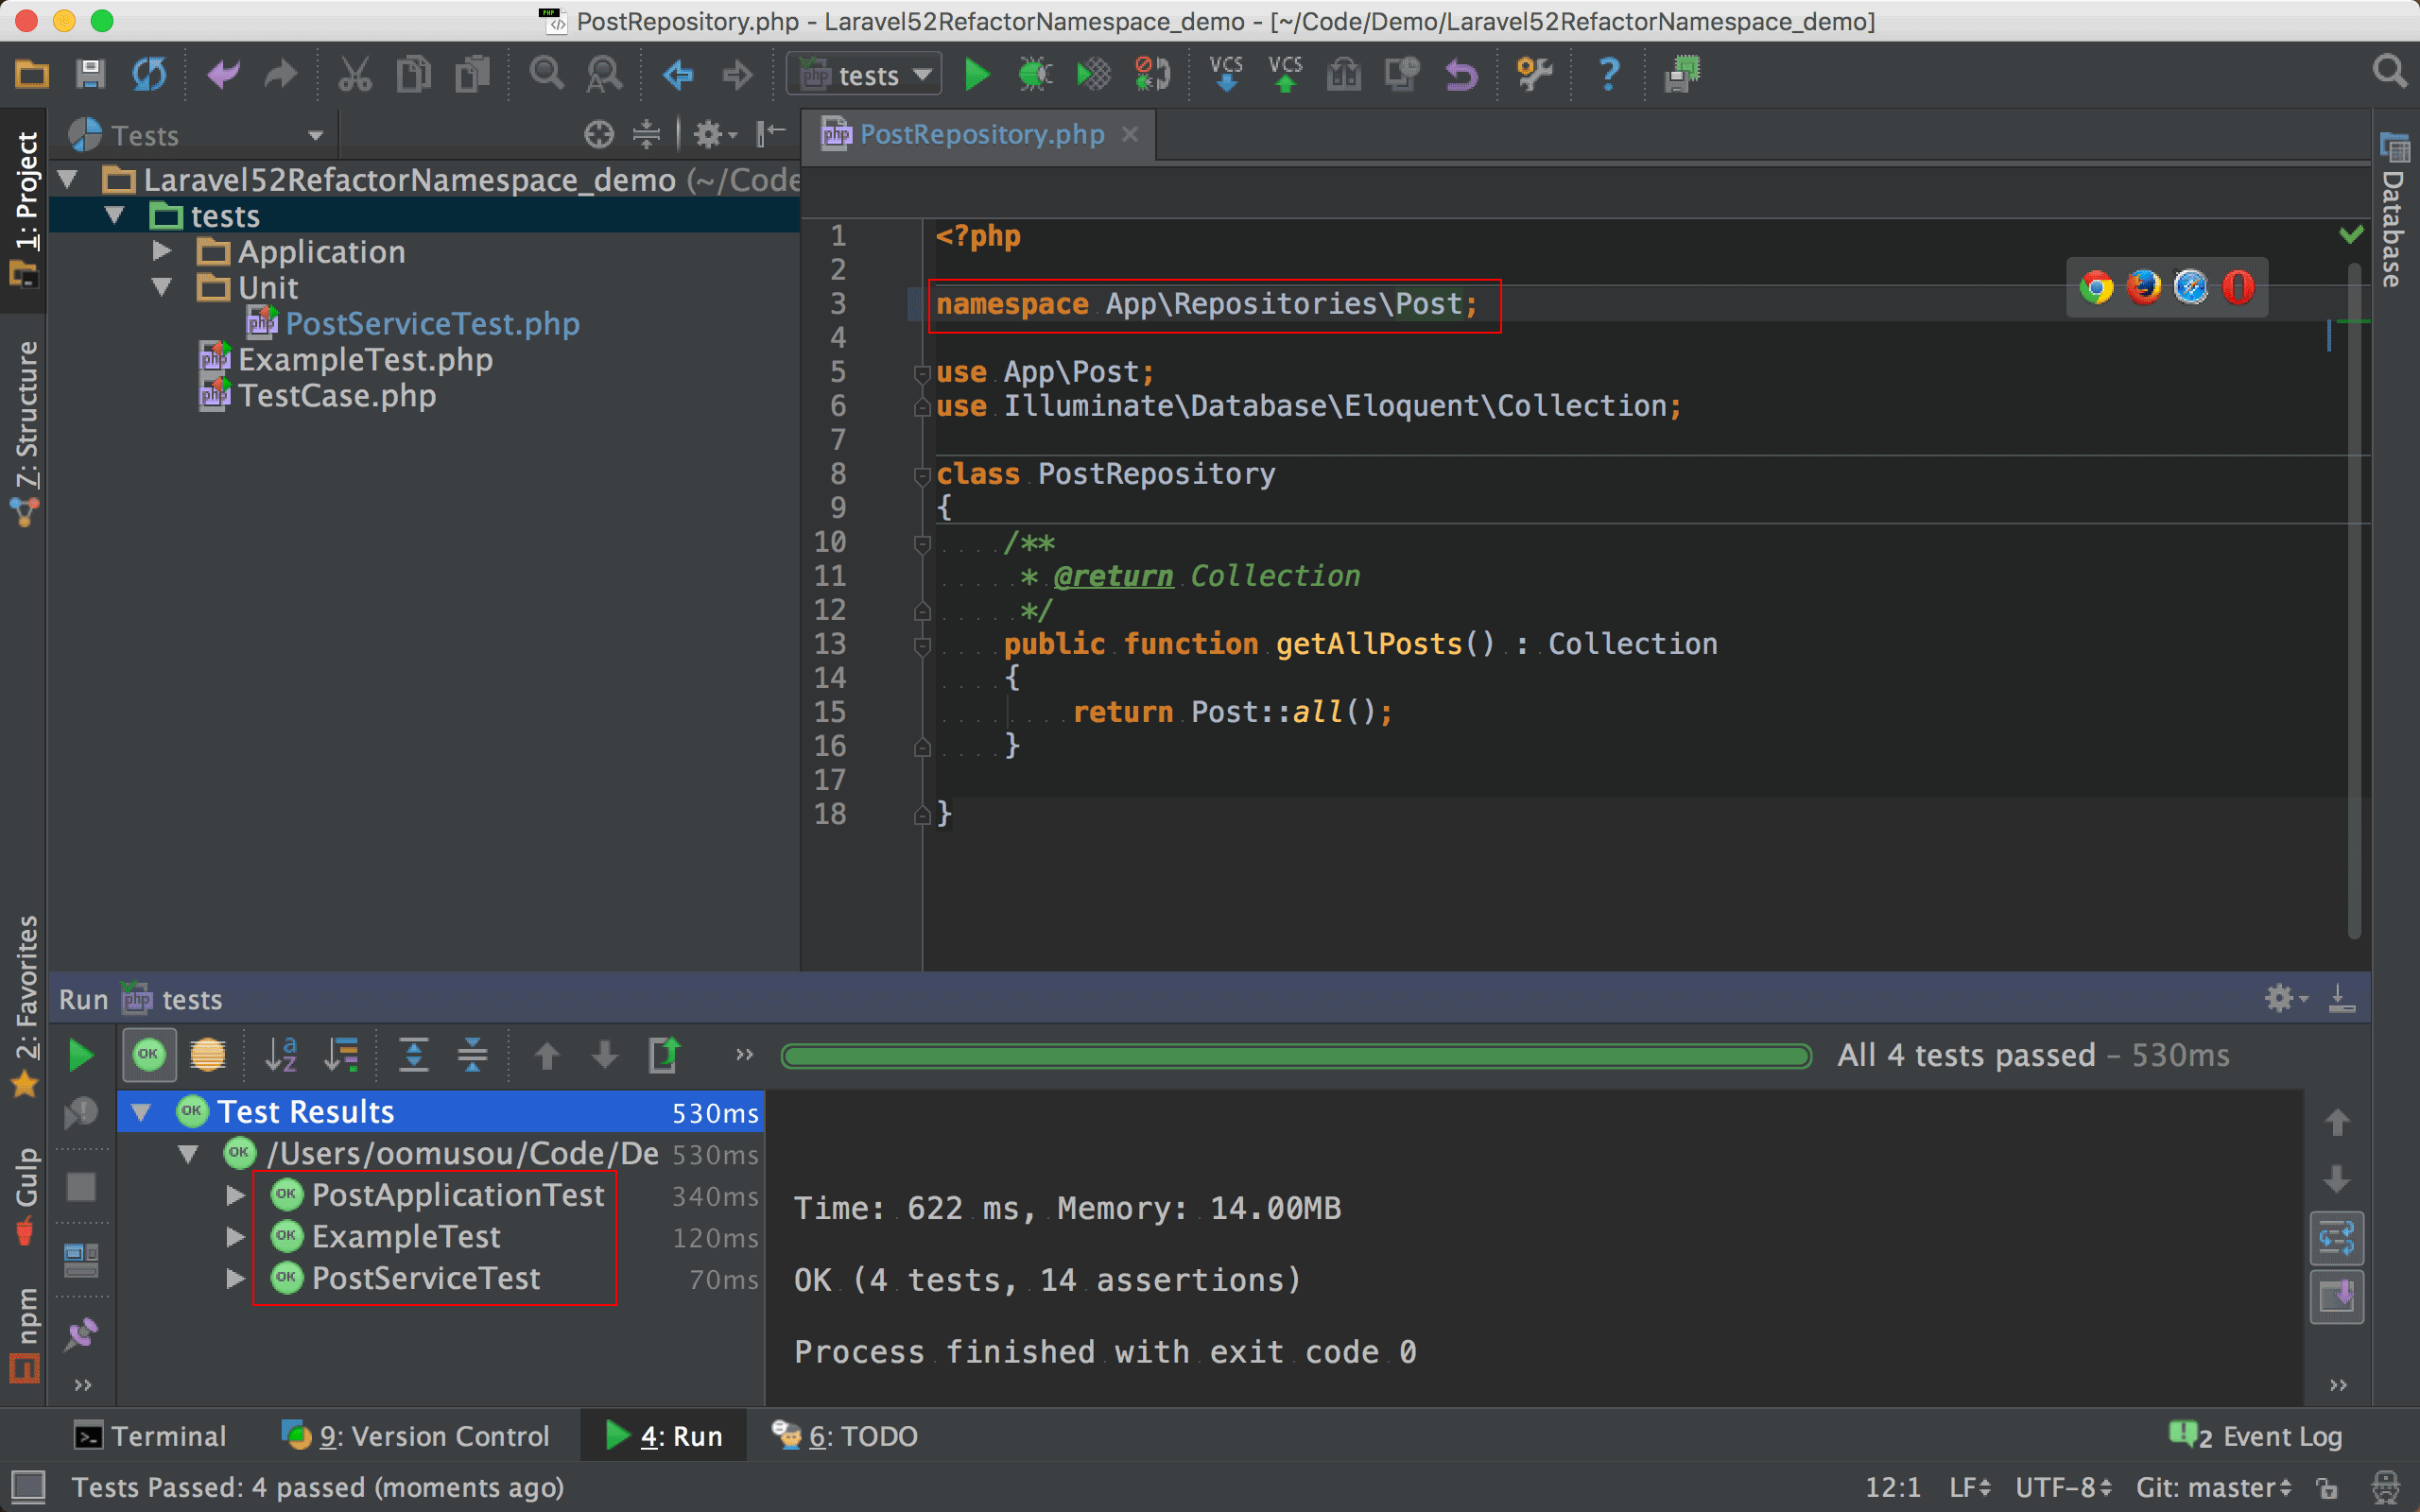 PostRepository.php - Laravel52RefactorNamespace_demo - [~/Code/Demo/Laravel52RefactorNamespace_demo]
tests
VCS
VCS
?
1: Project
7: Structure
2: Favorites
Gulp
npm
Tests
Laravel52RefactorNamespace_demo (~/Code
tests
Application
Unit
PostServiceTest.php
ExampleTest.php
TestCase.php
PostRepository.php
Database
1 <?php
2
3 namespace App\Repositories\Post;
4
5 use App\Post;
6 use Illuminate\Database\Eloquent\Collection;
7
8 class PostRepository
9 {
10 /**
11 * @return Collection
12 */
13 public function getAllPosts() : Collection
14 {
15 return Post::all();
16 }
17
18 }
Run tests
All 4 tests passed – 530ms
OK Test Results 530ms
OK /Users/oomusou/Code/De 530ms
OK PostApplicationTest 340ms
OK ExampleTest 120ms
OK PostServiceTest 70ms
Time: 622 ms, Memory: 14.00MB
OK (4 tests, 14 assertions)
Process finished with exit code 0
Terminal 9: Version Control 4: Run 6: TODO 2 Event Log
Tests Passed: 4 passed (moments ago) 12:1 LF UTF-8 Git: master